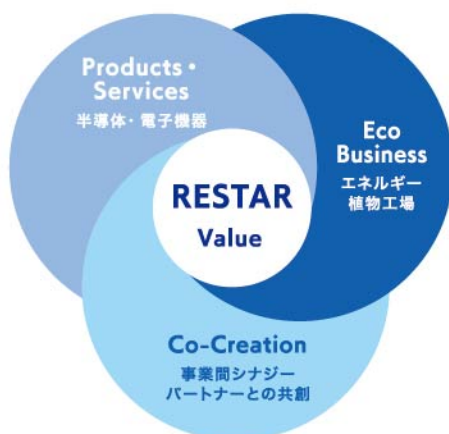 Products・
Services
半導体・電子機器
Eco
Business
エネルギー
植物工場
RESTAR
Value
Co-Creation
事業間シナジー
パートナーとの共創